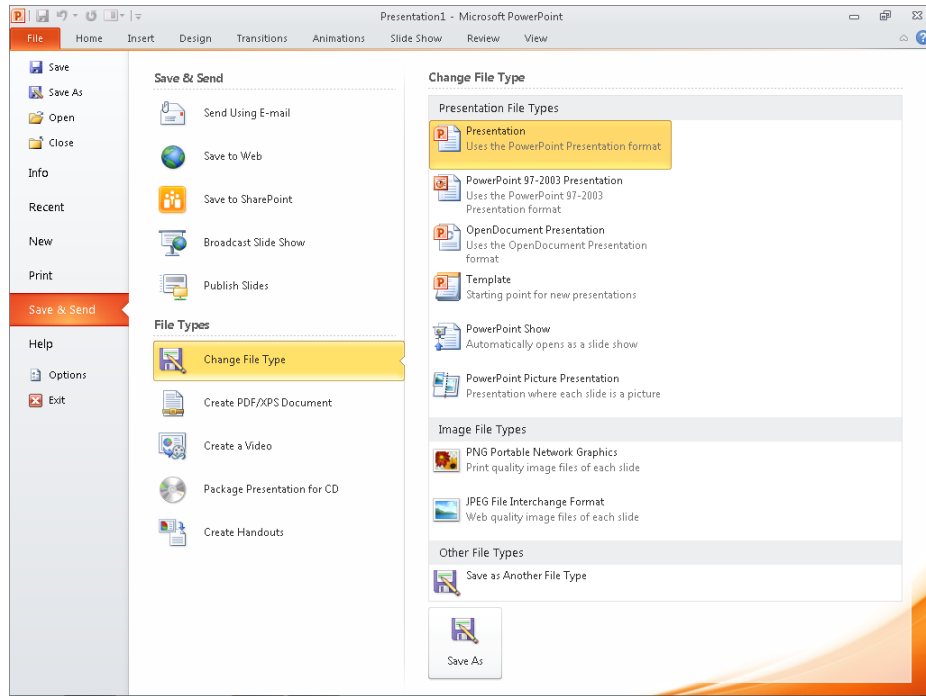 Presentation1 - Microsoft PowerPoint
File Home Insert Design Transitions Animations Slide Show Review View
Save
Save As
Open
Close
Info
Recent
New
Print
Save & Send
Help
Options
Exit
Save & Send
Send Using E-mail
Save to Web
Save to SharePoint
Broadcast Slide Show
Publish Slides
File Types
Change File Type
Create PDF/XPS Document
Create a Video
Package Presentation for CD
Create Handouts
Change File Type
Presentation File Types
Presentation
Uses the PowerPoint Presentation format
PowerPoint 97-2003 Presentation
Uses the PowerPoint 97-2003
Presentation format
OpenDocument Presentation
Uses the OpenDocument Presentation
format
Template
Starting point for new presentations
PowerPoint Show
Automatically opens as a slide show
PowerPoint Picture Presentation
Presentation where each slide is a picture
Image File Types
PNG Portable Network Graphics
Print quality image files of each slide
JPEG File Interchange Format
Web quality image files of each slide
Other File Types
Save as Another File Type
Save As